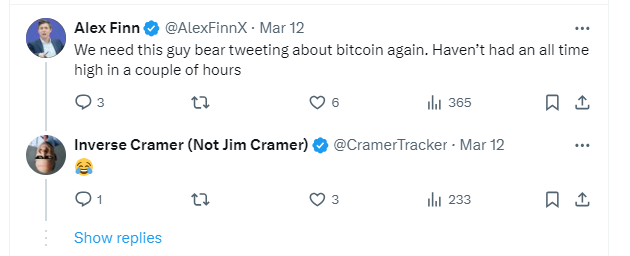 Alex Finn @AlexFinnX · Mar 12
We need this guy bear tweeting about bitcoin again. Haven’t had an all time
high in a couple of hours
3 6 365
Inverse Cramer (Not Jim Cramer) @CramerTracker · Mar 12
😂
1 3 233
Show replies